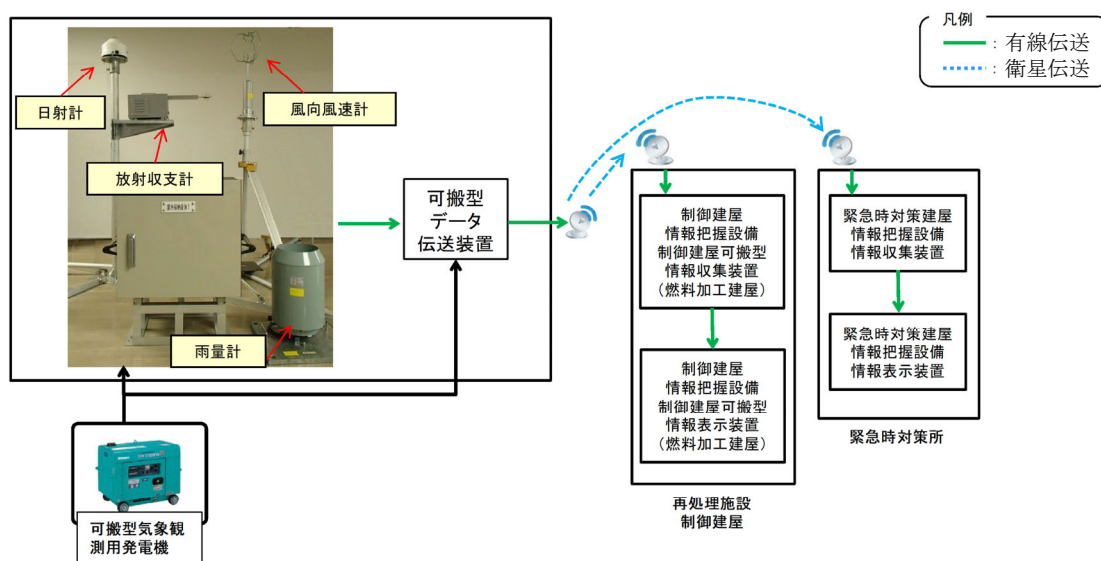 凡例
：有線伝送
：衛星伝送
日射計
風向風速計
放射収支計
雨量計
可搬型
データ
伝送装置
制御建屋
情報把握設備
制御建屋可搬型
情報収集装置
（燃料加工建屋）
制御建屋
情報把握設備
制御建屋可搬型
情報表示装置
（燃料加工建屋）
再処理施設
制御建屋
緊急時対策建屋
情報把握設備
情報収集装置
緊急時対策建屋
情報把握設備
情報表示装置
緊急時対策所
可搬型気象観
測用発電機